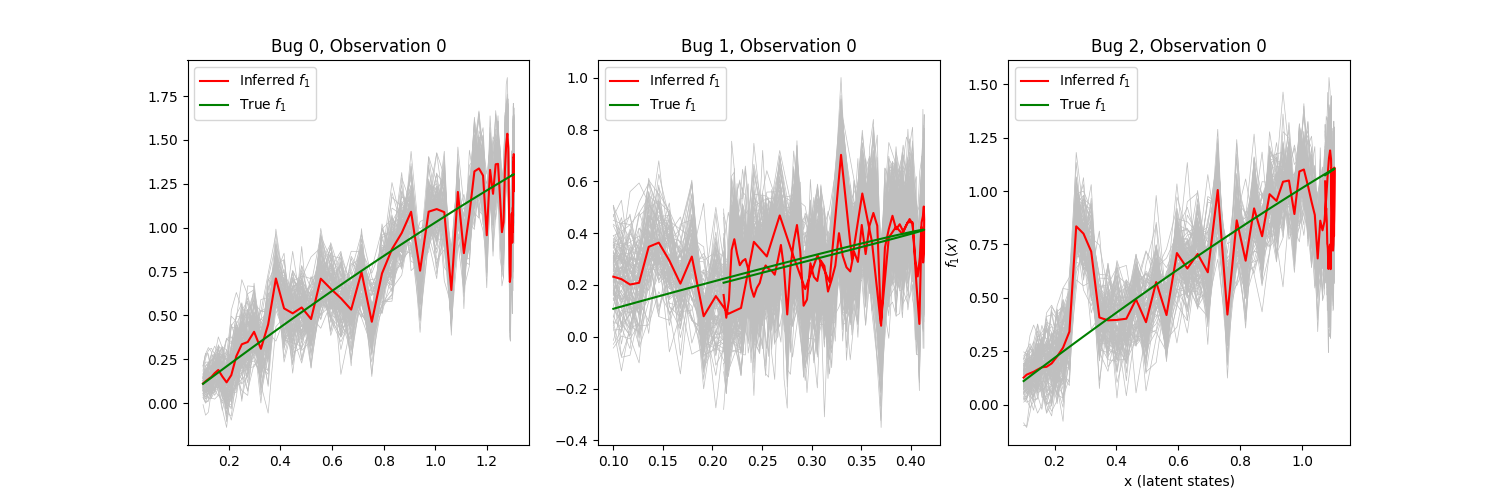 Bug 0, Observation 0
Inferred f₁
True f₁
1.75
1.50
1.25
1.00
0.75
0.50
0.25
0.00
0.2 0.4 0.6 0.8 1.0 1.2
Bug 1, Observation 0
Inferred f₁
True f₁
1.0
0.8
0.6
0.4
0.2
0.0
−0.2
−0.4
0.10 0.15 0.20 0.25 0.30 0.35 0.40
Bug 2, Observation 0
Inferred f₁
True f₁
f₁(x)
1.50
1.25
1.00
0.75
0.50
0.25
0.00
0.2 0.4 0.6 0.8 1.0
x (latent states)